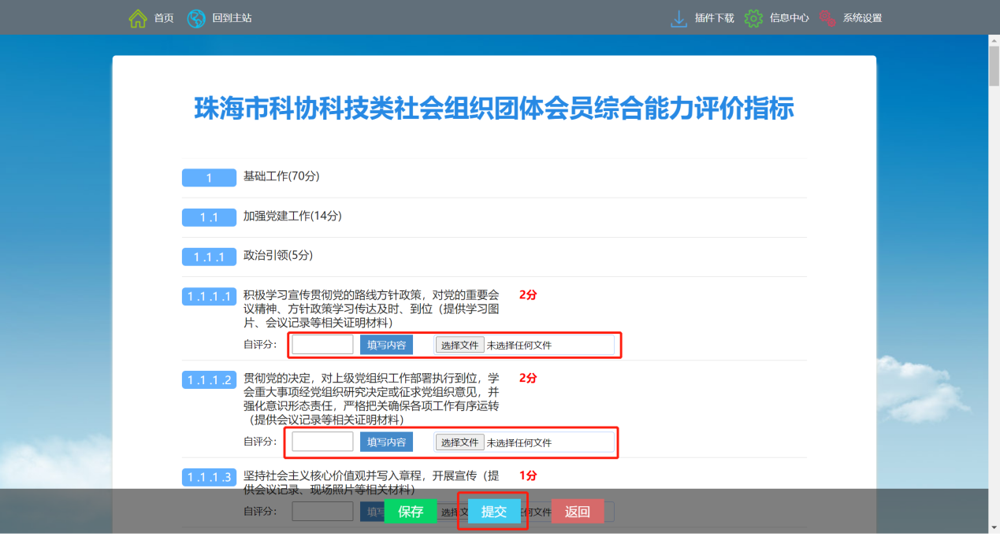 首页 回到主站 插件下载 信息中心 系统设置
珠海市科协科技类社会组织团体会员综合能力评价指标
1 基础工作(70分)
1.1 加强党建工作(14分)
1.1.1 政治引领(5分)
1.1.1.1 积极学习宣传贯彻党的路线方针政策，对党的重要会 2分
议精神、方针政策学习传达及时、到位（提供学习图
片、会议记录等相关证明材料）
自评分： 填写内容 选择文件 未选择任何文件
1.1.1.2 贯彻党的决定，对上级党组织工作部署执行到位，学 2分
会重大事项经党组织研究决定或征求党组织意见，并
强化意识形态责任，严格把关确保各项工作有序运转
（提供会议记录等相关证明材料）
自评分： 填写内容 选择文件 未选择任何文件
1.1.1.3 坚持社会主义核心价值观并写入章程，开展宣传（提 1分
供会议记录、现场照片等相关材料）
自评分： 填写 保存 选择文 提交 任何文件 返回